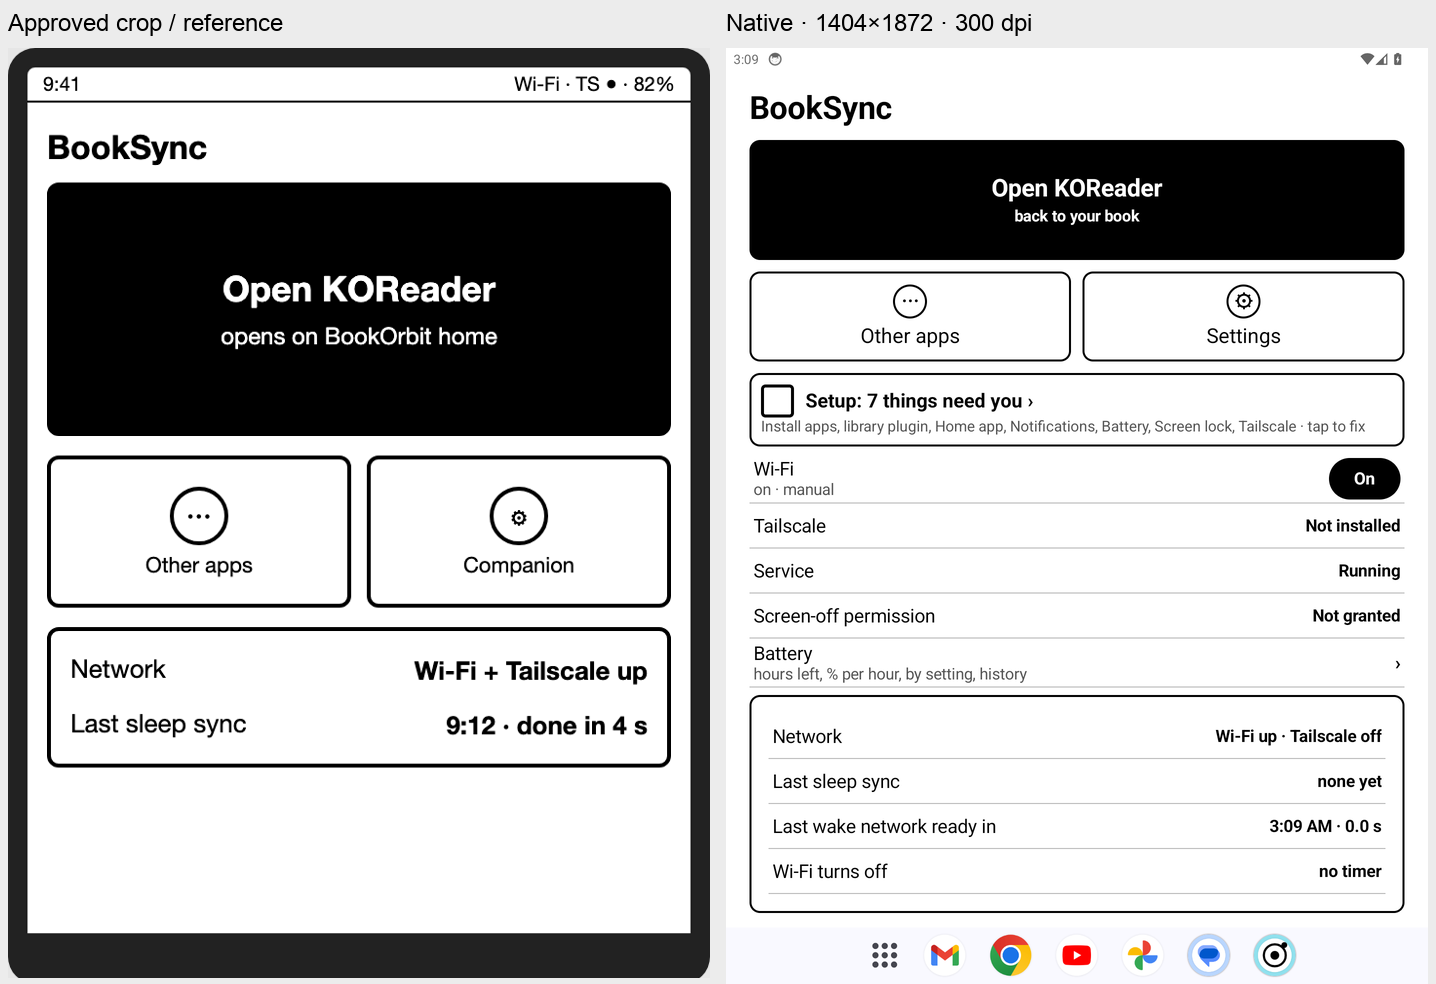 Approved crop / reference
9:41
Wi-Fi · TS ● · 82%
BookSync
Open KOReader
opens on BookOrbit home
Other apps
Companion
Network
Wi-Fi + Tailscale up
Last sleep sync
9:12 · done in 4 s
Native · 1404×1872 · 300 dpi
3:09
BookSync
Open KOReader
back to your book
Other apps
Settings
Setup: 7 things need you ›
Install apps, library plugin, Home app, Notifications, Battery, Screen lock, Tailscale · tap to fix
Wi-Fi
on · manual
On
Tailscale
Not installed
Service
Running
Screen-off permission
Not granted
Battery
hours left, % per hour, by setting, history
›
Network
Wi-Fi up · Tailscale off
Last sleep sync
none yet
Last wake network ready in
3:09 AM · 0.0 s
Wi-Fi turns off
no timer